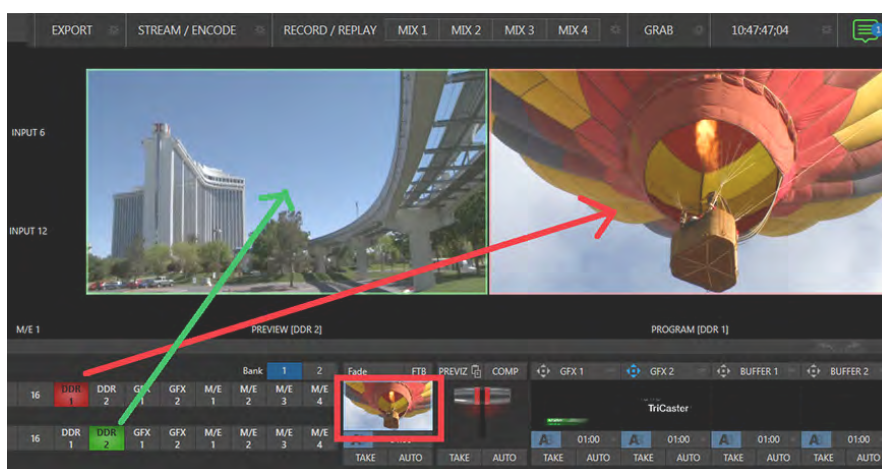 EXPORT STREAM / ENCODE RECORD / REPLAY MIX 1 MIX 2 MIX 3 MIX 4 GRAB 10:47:47;04 1
INPUT 6
INPUT 12
M/E 1 PREVIEW [DDR 2] PROGRAM [DDR 1]
Bank 1 2 Fade FTB PREVIZ COMP GFX 1 GFX 2 BUFFER 1 BUFFER 2
16 DDR 1 DDR 2 GFX 1 GFX 2 M/E 1 M/E 2 M/E 3 M/E 4
TriCaster
16 DDR 1 DDR 2 GFX 1 GFX 2 M/E 1 M/E 2 M/E 3 M/E 4 01:00 01:00 01:00 01:00 01:00
TAKE AUTO TAKE AUTO TAKE AUTO TAKE AUTO TAKE AUTO TAKE AUTO